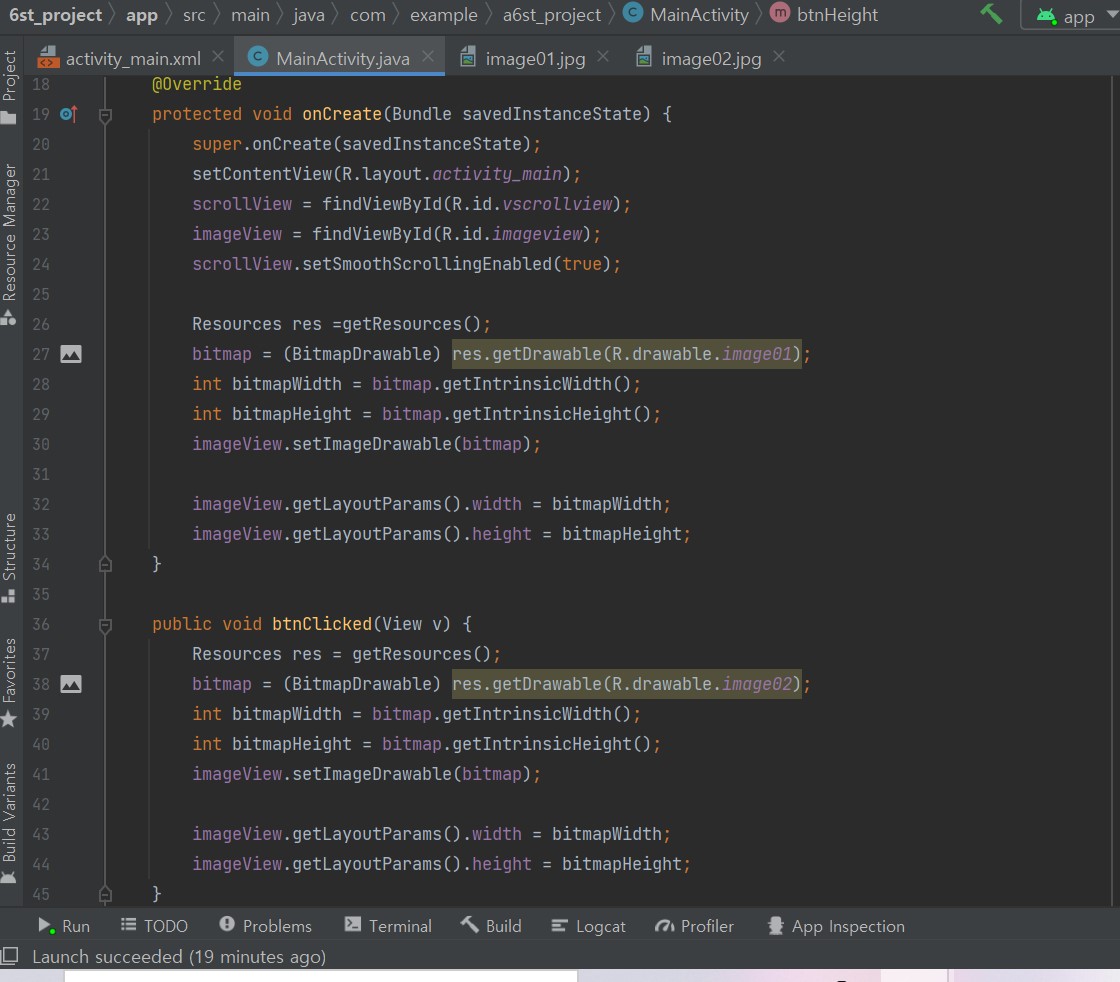 6st_project app src main java com example a6st_project C MainActivity m btnHeight app
activity_main.xml C MainActivity.java image01.jpg image02.jpg
Project
Resource Manager
Structure
Favorites
Build Variants
18 @Override
19 protected void onCreate(Bundle savedInstanceState) {
20 super.onCreate(savedInstanceState);
21 setContentView(R.layout.activity_main);
22 scrollView = findViewById(R.id.vscrollview);
23 imageView = findViewById(R.id.imageview);
24 scrollView.setSmoothScrollingEnabled(true);
25
26 Resources res =getResources();
27 bitmap = (BitmapDrawable) res.getDrawable(R.drawable.image01);
28 int bitmapWidth = bitmap.getIntrinsicWidth();
29 int bitmapHeight = bitmap.getIntrinsicHeight();
30 imageView.setImageDrawable(bitmap);
31
32 imageView.getLayoutParams().width = bitmapWidth;
33 imageView.getLayoutParams().height = bitmapHeight;
34 }
35
36 public void btnClicked(View v) {
37 Resources res = getResources();
38 bitmap = (BitmapDrawable) res.getDrawable(R.drawable.image02);
39 int bitmapWidth = bitmap.getIntrinsicWidth();
40 int bitmapHeight = bitmap.getIntrinsicHeight();
41 imageView.setImageDrawable(bitmap);
42
43 imageView.getLayoutParams().width = bitmapWidth;
44 imageView.getLayoutParams().height = bitmapHeight;
45 }
Run TODO Problems Terminal Build Logcat Profiler App Inspection
Launch succeeded (19 minutes ago)